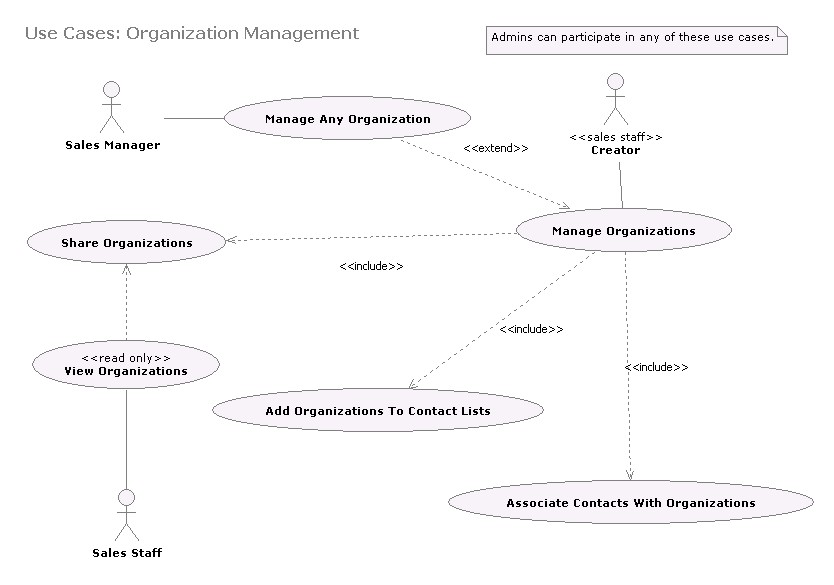 Use Cases: Organization Management
Admins can participate in any of these use cases.
Sales Manager
Manage Any Organization
<<extend>>
<<sales staff>>
Creator
Share Organizations
Manage Organizations
<<include>>
<<include>>
<<read only>>
View Organizations
<<include>>
Add Organizations To Contact Lists
Associate Contacts With Organizations
Sales Staff